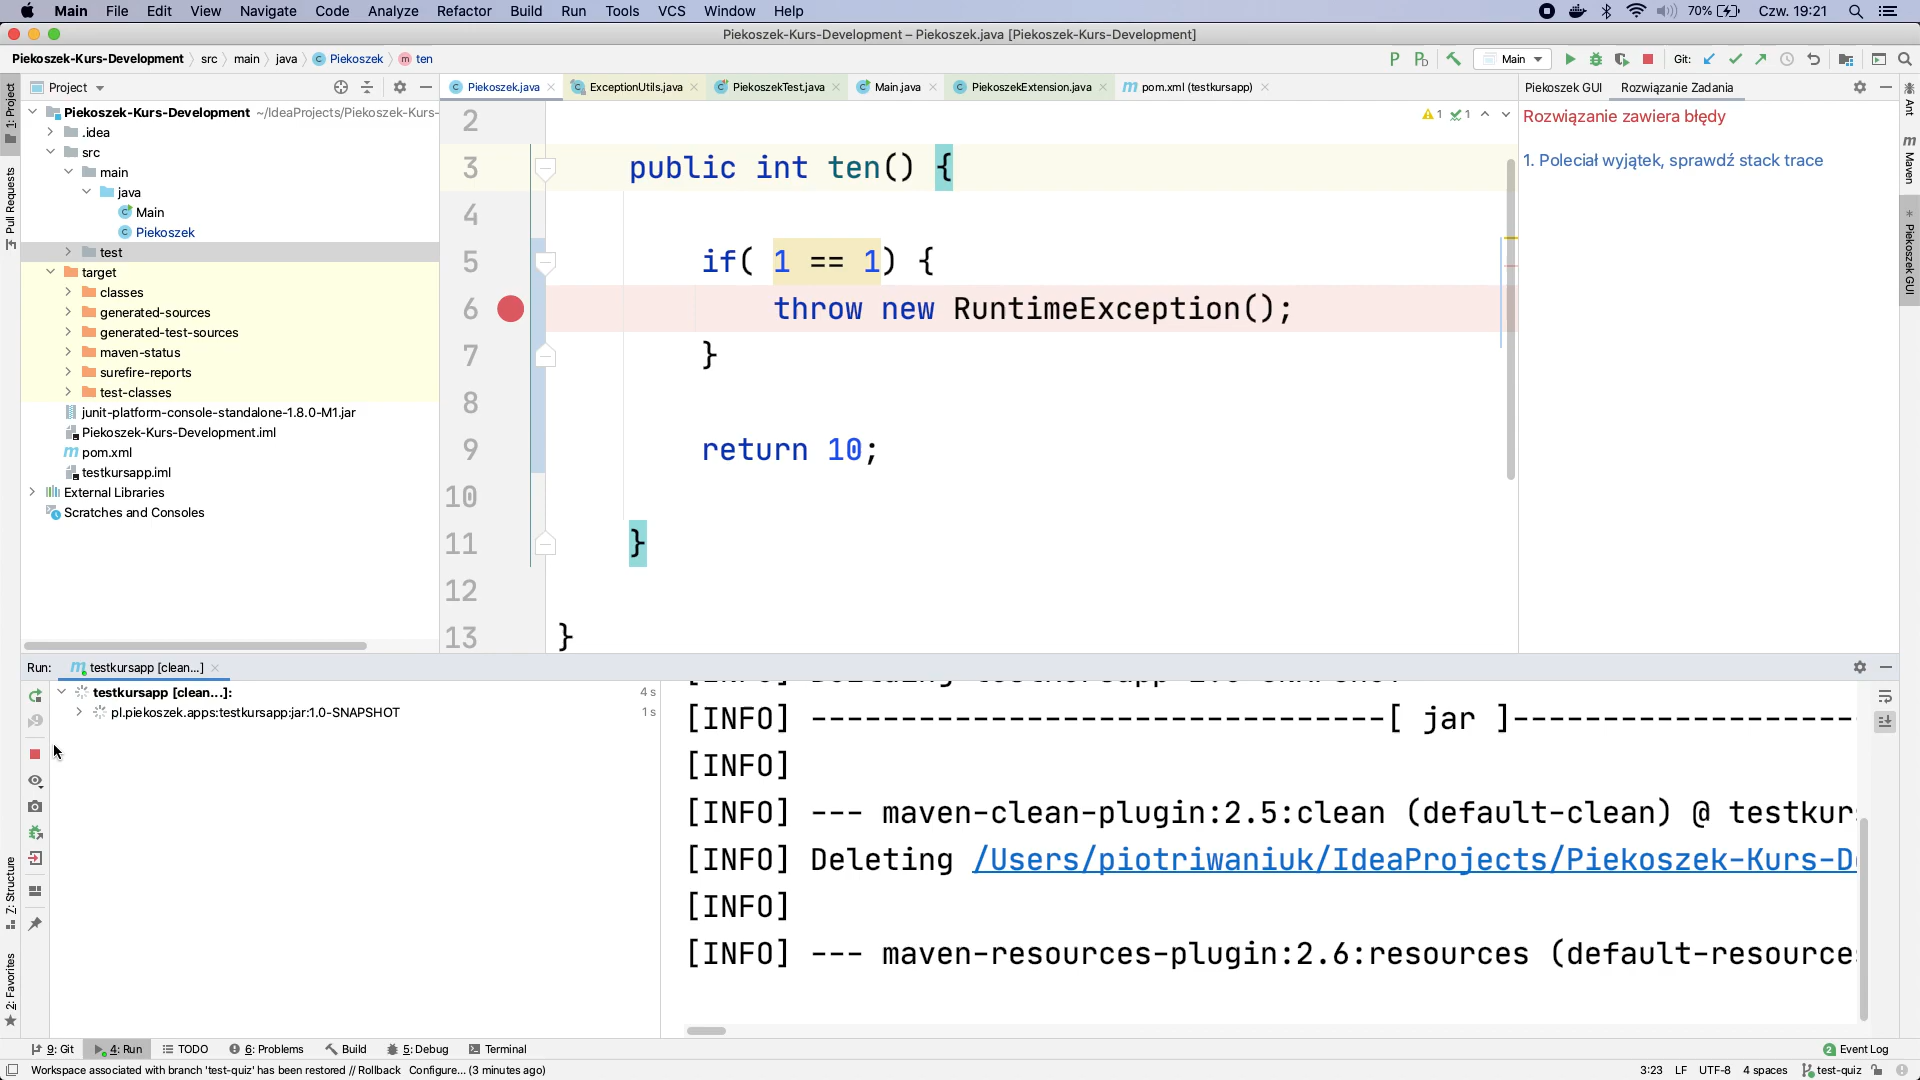 Main File Edit View Navigate Code Analyze Refactor Build Run Tools VCS Window Help 70% Czw. 19:21
Piekoszek-Kurs-Development – Piekoszek.java [Piekoszek-Kurs-Development]
Piekoszek-Kurs-Development src main java Piekoszek ten Main Git:
Project Piekoszek.java ExceptionUtils.java PiekoszekTest.java Main.java PiekoszekExtension.java pom.xml (testkursapp) Piekoszek GUI Rozwiązanie Zadania
1: Project
Pull Requests
Z: Structure
2: Favorites
Ant
Maven
Piekoszek GUI
Piekoszek-Kurs-Development ~/IdeaProjects/Piekoszek-Kurs-
.idea
src
main
java
Main
Piekoszek
test
target
classes
generated-sources
generated-test-sources
maven-status
surefire-reports
test-classes
junit-platform-console-standalone-1.8.0-M1.jar
Piekoszek-Kurs-Development.iml
pom.xml
testkursapp.iml
External Libraries
Scratches and Consoles
1 1
2
3 public int ten() {
4
5 if( 1 == 1) {
6 throw new RuntimeException();
7 }
8
9 return 10;
10
11 }
12
13 }
Rozwiązanie zawiera błędy
1. Poleciał wyjątek, sprawdź stack trace
Run: testkursapp [clean...]
testkursapp [clean...]: 4 s
pl.piekoszek.apps:testkursapp:jar:1.0-SNAPSHOT 1 s
[INFO] --------------------------------[ jar ]-------------------
[INFO]
[INFO] --- maven-clean-plugin:2.5:clean (default-clean) @ testkur
[INFO] Deleting /Users/piotriwaniuk/IdeaProjects/Piekoszek-Kurs-D
[INFO]
[INFO] --- maven-resources-plugin:2.6:resources (default-resource
9: Git 4: Run TODO 6: Problems Build 5: Debug Terminal 2 Event Log
Workspace associated with branch 'test-quiz' has been restored // Rollback Configure... (3 minutes ago) 3:23 LF UTF-8 4 spaces test-quiz